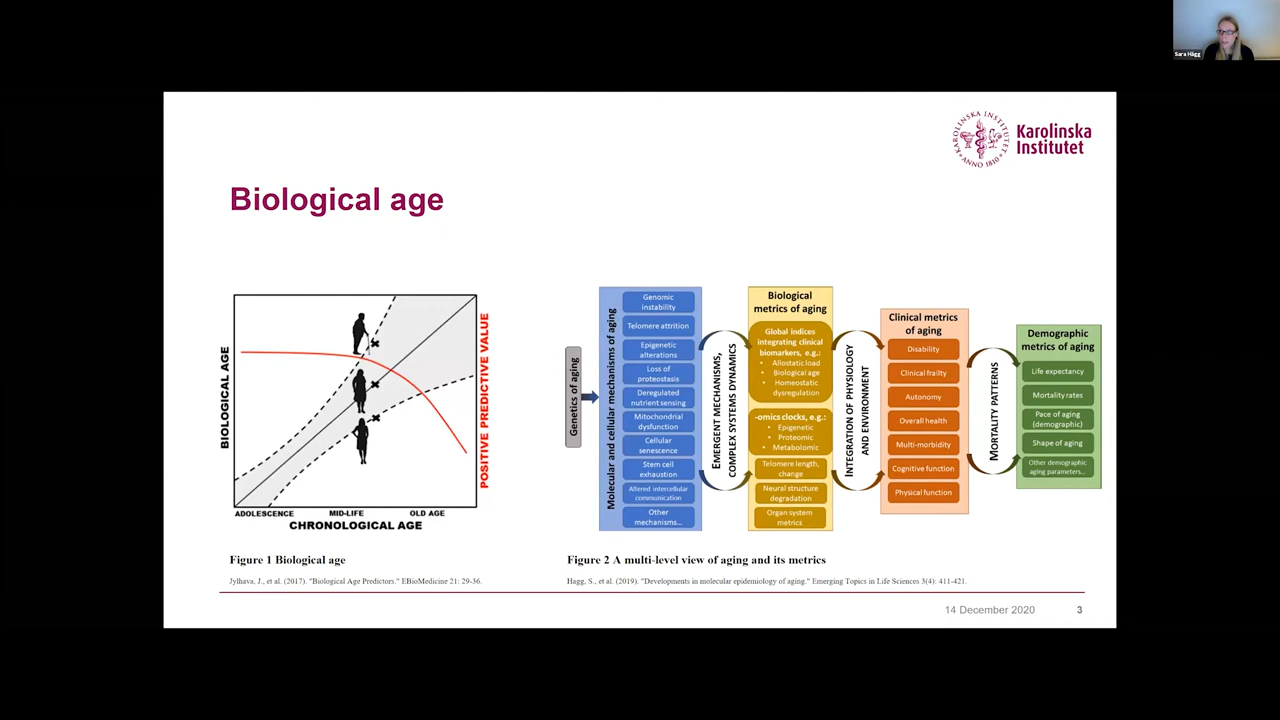 Sara Hägg
KAROLINSKA INSTITUTET
ANNO 1810
Karolinska
Institutet
Biological age
BIOLOGICAL AGE
POSITIVE PREDICTIVE VALUE
ADOLESCENCE
MID-LIFE
OLD AGE
CHRONOLOGICAL AGE
Figure 1 Biological age
Jylhava, J., et al. (2017). "Biological Age Predictors." EBioMedicine 21: 29-36.
Genetics of aging
Molecular and cellular mechanisms of aging
Genomic
instability
Telomere attrition
Epigenetic
alterations
Loss of
proteostasis
Deregulated
nutrient sensing
Mitochondrial
dysfunction
Cellular
senescence
Stem cell
exhaustion
Altered intercellular
communication
Other
mechanisms...
EMERGENT MECHANISMS,
COMPLEX SYSTEMS DYNAMICS
Biological
metrics of aging
Global indices
integrating clinical
biomarkers, e.g.:
• Allostatic load
• Biological age
• Homeostatic
dysregulation
-omics clocks, e.g.:
• Epigenetic
• Proteomic
• Metabolomic
Telomere length,
change
Neural structure
degradation
Organ system
metrics
INTEGRATION OF PHYSIOLOGY
AND ENVIRONMENT
Clinical metrics
of aging
Disability
Clinical frailty
Autonomy
Overall health
Multi-morbidity
Cognitive function
Physical function
MORTALITY PATTERNS
Demographic
metrics of aging
Life expectancy
Mortality rates
Pace of aging
(demographic)
Shape of aging
Other demographic
aging parameters...
Figure 2 A multi-level view of aging and its metrics
Hagg, S., et al. (2019). "Developments in molecular epidemiology of aging." Emerging Topics in Life Sciences 3(4): 411-421.
14 December 2020
3